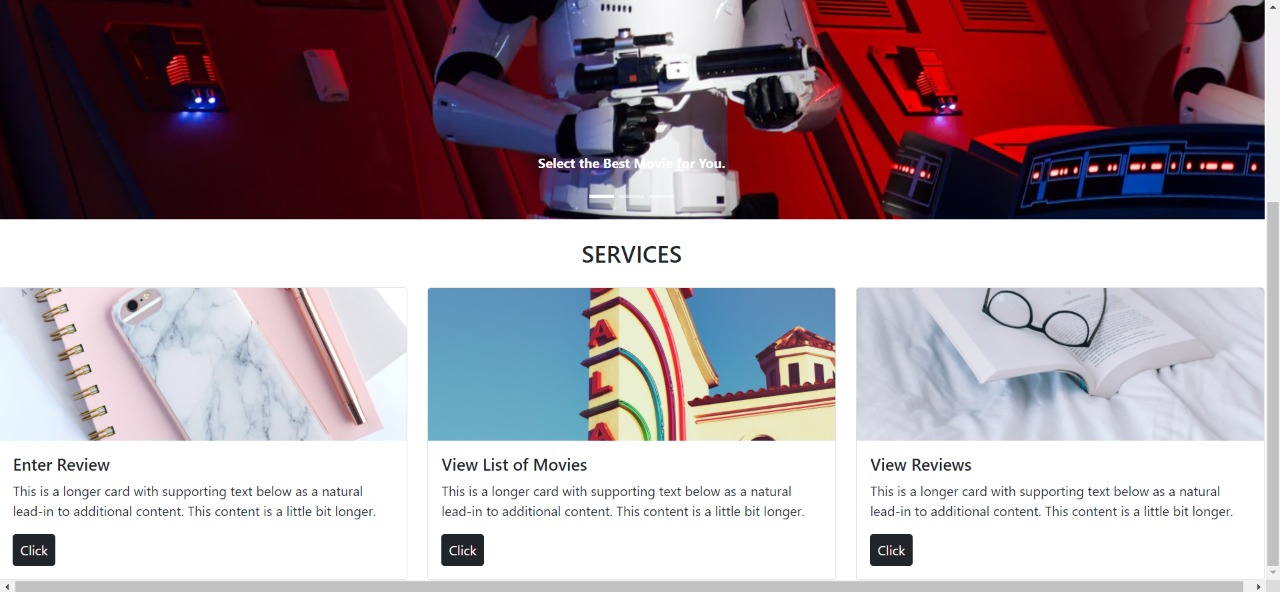 Select the Best Movie for You.
SERVICES
A
L
A
Enter Review
This is a longer card with supporting text below as a natural
lead-in to additional content. This content is a little bit longer.
Click
View List of Movies
This is a longer card with supporting text below as a natural
lead-in to additional content. This content is a little bit longer.
Click
View Reviews
This is a longer card with supporting text below as a natural
lead-in to additional content. This content is a little bit longer.
Click